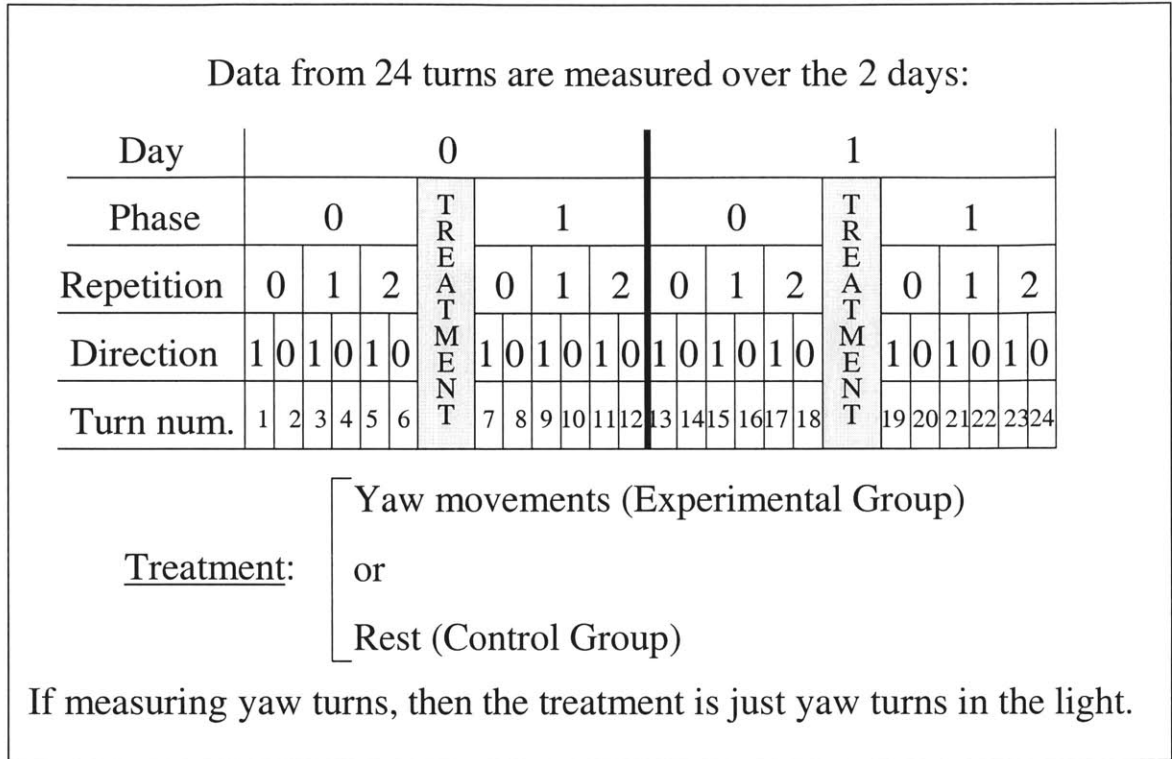 Data from 24 turns are measured over the 2 days:
Day 0 1
Phase 0 TREATMENT 1 0 TREATMENT 1
Repetition 0 1 2 0 1 2 0 1 2 0 1 2
Direction 1 0 1 0 1 0 1 0 1 0 1 0 1 0 1 0 1 0 1 0 1 0 1 0
Turn num. 1 2 3 4 5 6 7 8 9 10 11 12 13 14 15 16 17 18 19 20 21 22 23 24
Yaw movements (Experimental Group)
Treatment: or
Rest (Control Group)
If measuring yaw turns, then the treatment is just yaw turns in the light.